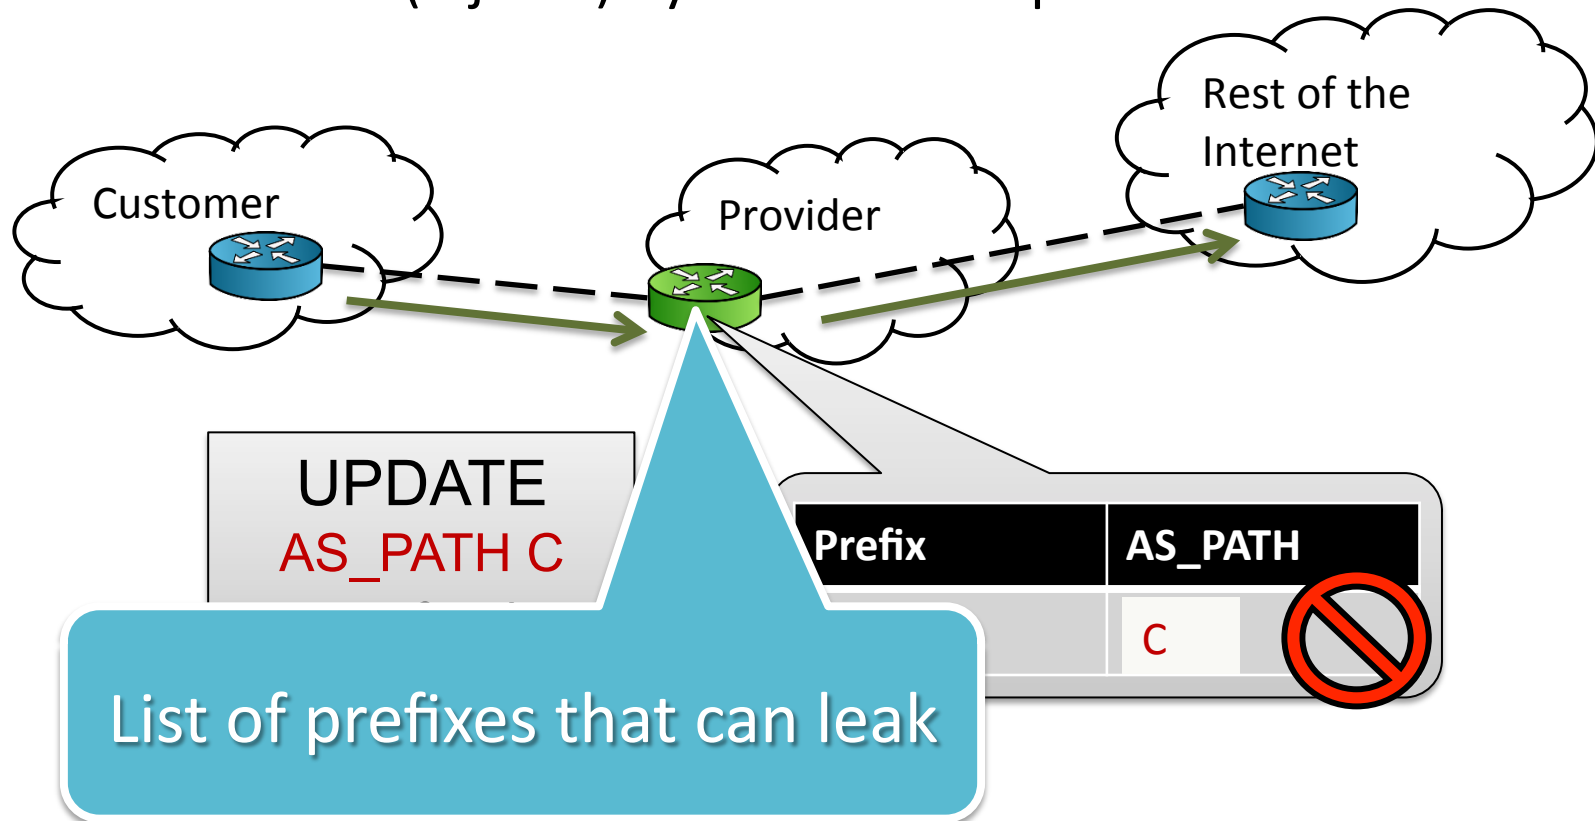 Rest of the
Internet
Customer
Provider
UPDATE
AS_PATH C
Prefix AS_PATH
C
List of prefixes that can leak